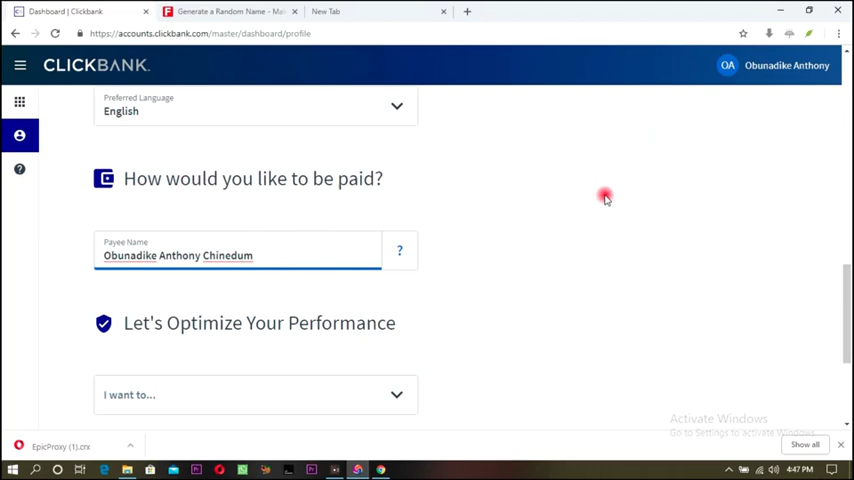 Dashboard | Clickbank
Generate a Random Name - Mai
New Tab
https://accounts.clickbank.com/master/dashboard/profile
CLICKBANK.
OA Obunadike Anthony
Preferred Language
English
How would you like to be paid?
Payee Name
Obunadike Anthony Chinedum
?
Let's Optimize Your Performance
I want to...
Activate Windows
Go to Settings to activate Windows.
EpicProxy (1).crx
Show all
4:47 PM